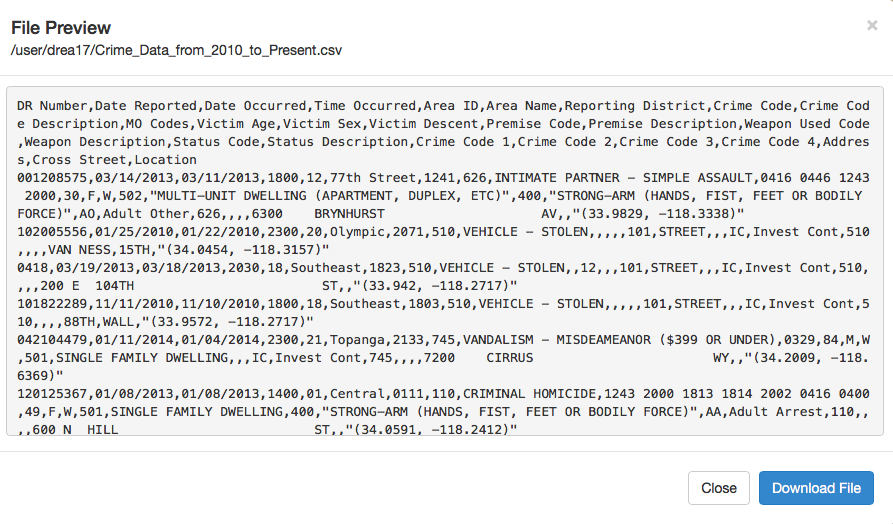 File Preview
×
/user/drea17/Crime_Data_from_2010_to_Present.csv
DR Number,Date Reported,Date Occurred,Time Occurred,Area ID,Area Name,Reporting District,Crime Code,Crime Cod
e Description,MO Codes,Victim Age,Victim Sex,Victim Descent,Premise Code,Premise Description,Weapon Used Code
,Weapon Description,Status Code,Status Description,Crime Code 1,Crime Code 2,Crime Code 3,Crime Code 4,Addres
s,Cross Street,Location
001208575,03/14/2013,03/11/2013,1800,12,77th Street,1241,626,INTIMATE PARTNER - SIMPLE ASSAULT,0416 0446 1243
 2000,30,F,W,502,"MULTI-UNIT DWELLING (APARTMENT, DUPLEX, ETC)",400,"STRONG-ARM (HANDS, FIST, FEET OR BODILY
FORCE)",AO,Adult Other,626,,,,6300    BRYNHURST                    AV,,"(33.9829, -118.3338)"
102005556,01/25/2010,01/22/2010,2300,20,Olympic,2071,510,VEHICLE - STOLEN,,,,,101,STREET,,,IC,Invest Cont,510
,,,,VAN NESS,15TH,"(34.0454, -118.3157)"
0418,03/19/2013,03/18/2013,2030,18,Southeast,1823,510,VEHICLE - STOLEN,,12,,,101,STREET,,,IC,Invest Cont,510,
,,,200 E  104TH                        ST,,"(33.942, -118.2717)"
101822289,11/11/2010,11/10/2010,1800,18,Southeast,1803,510,VEHICLE - STOLEN,,,,,101,STREET,,,IC,Invest Cont,5
10,,,,88TH,WALL,"(33.9572, -118.2717)"
042104479,01/11/2014,01/04/2014,2300,21,Topanga,2133,745,VANDALISM - MISDEAMEANOR ($399 OR UNDER),0329,84,M,W
,501,SINGLE FAMILY DWELLING,,,IC,Invest Cont,745,,,,7200    CIRRUS                       WY,,"(34.2009, -118.
6369)"
120125367,01/08/2013,01/08/2013,1400,01,Central,0111,110,CRIMINAL HOMICIDE,1243 2000 1813 1814 2002 0416 0400
,49,F,W,501,SINGLE FAMILY DWELLING,400,"STRONG-ARM (HANDS, FIST, FEET OR BODILY FORCE)",AA,Adult Arrest,110,,
,,600 N  HILL                         ST,,"(34.0591, -118.2412)"
Close
Download File